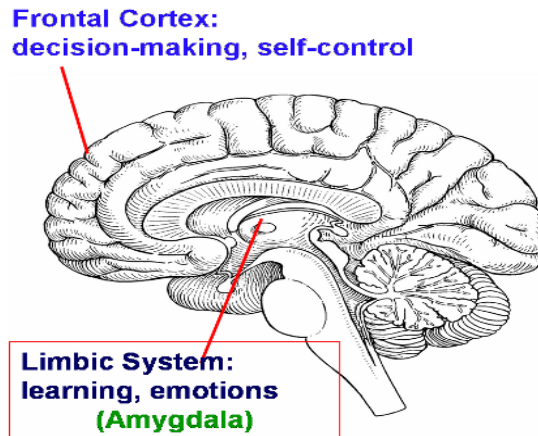 Frontal Cortex:
decision-making, self-control
Limbic System:
learning, emotions
(Amygdala)